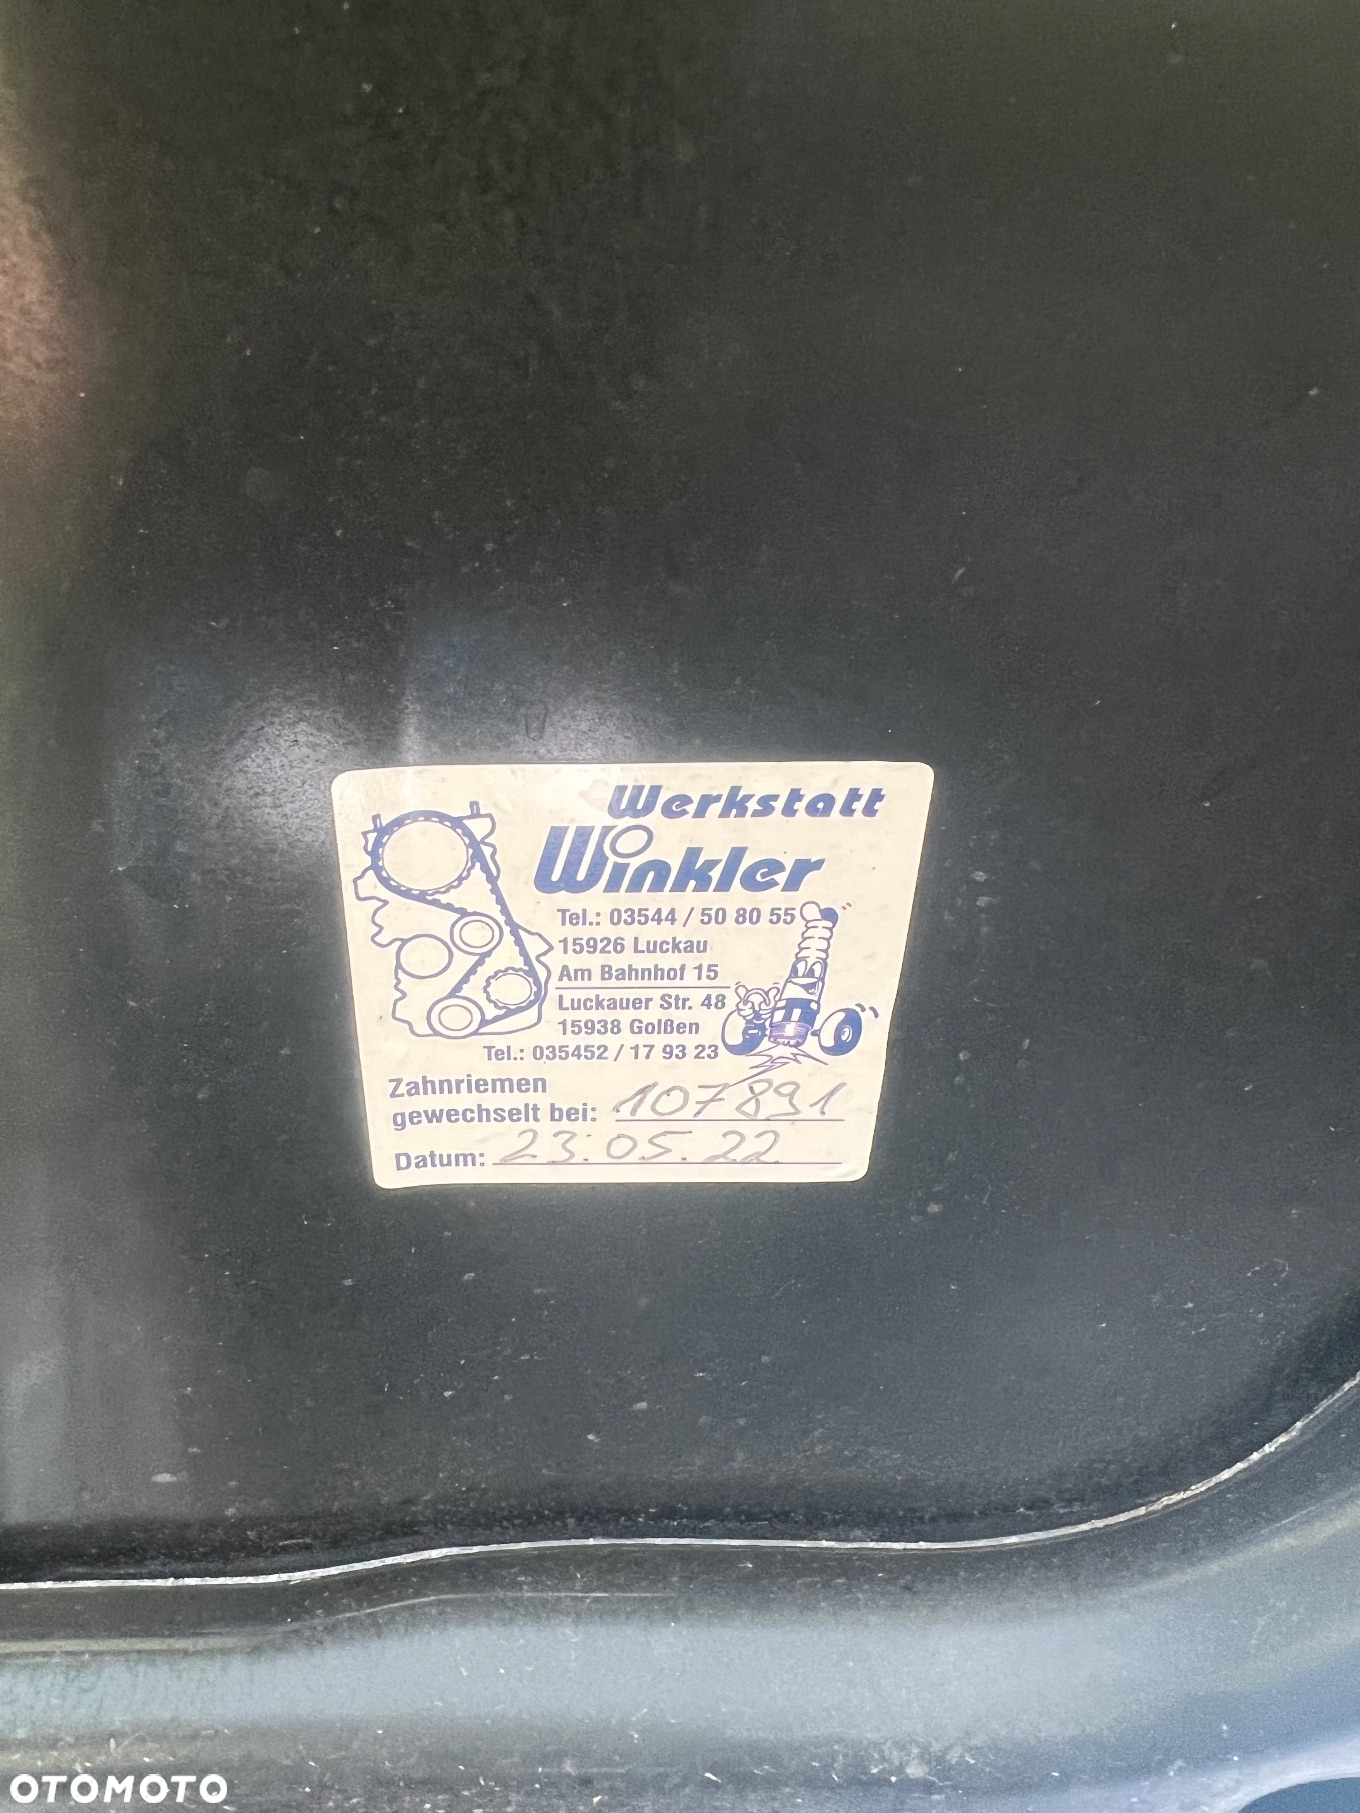 Werkstatt
Winkler
Tel.: 03544 / 50 80 55
15926 Luckau
Am Bahnhof 15
Luckauer Str. 48
15938 Golßen
Tel.: 035452 / 17 93 23
Zahnriemen
gewechselt bei: 107891
Datum: 23.05.22
OTOMOTO